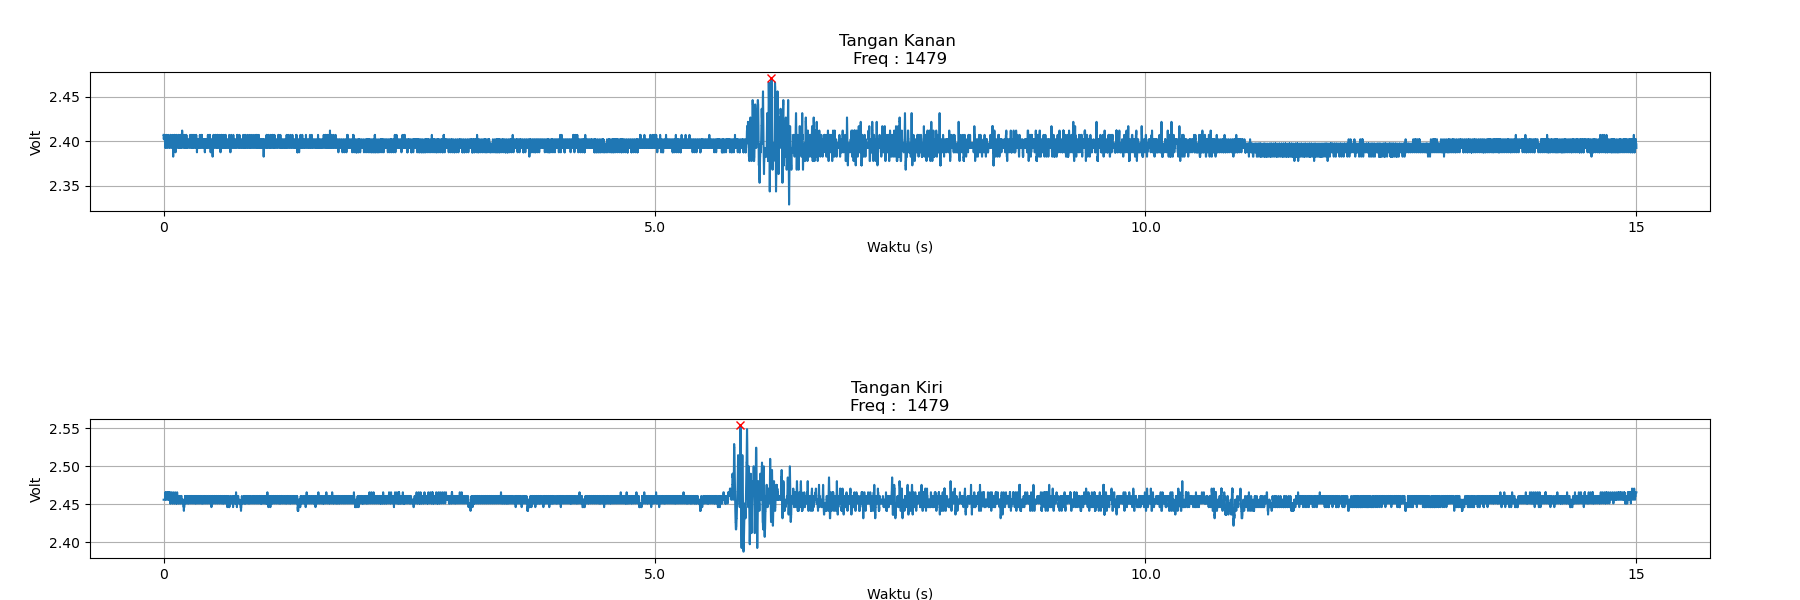 Tangan Kanan
Freq : 1479
2.45
2.40
2.35
Volt
0 5.0 10.0 15
Waktu (s)
Tangan Kiri
Freq :  1479
2.55
2.50
2.45
2.40
Volt
0 5.0 10.0 15
Waktu (s)